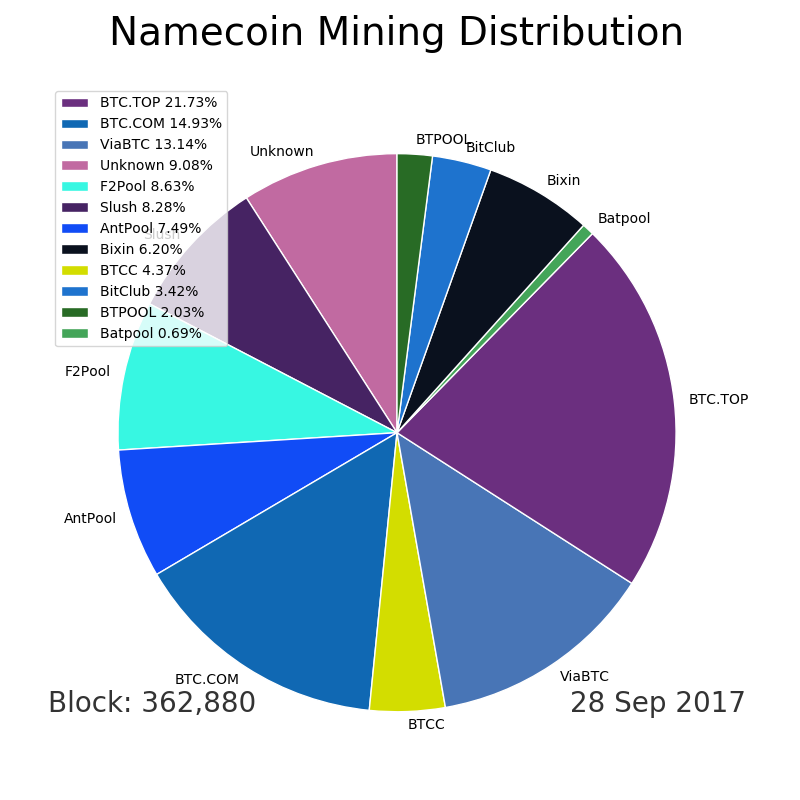 Namecoin Mining Distribution
BTC.TOP 21.73%
BTC.COM 14.93%
ViaBTC 13.14%
Unknown 9.08%
F2Pool 8.63%
Slush 8.28%
AntPool 7.49%
Bixin 6.20%
BTCC 4.37%
BitClub 3.42%
BTPOOL 2.03%
Batpool 0.69%
BTPOOL
BitClub
Unknown
Bixin
Batpool
Slush
F2Pool
BTC.TOP
AntPool
ViaBTC
BTC.COM
Block: 362,880
28 Sep 2017
BTCC